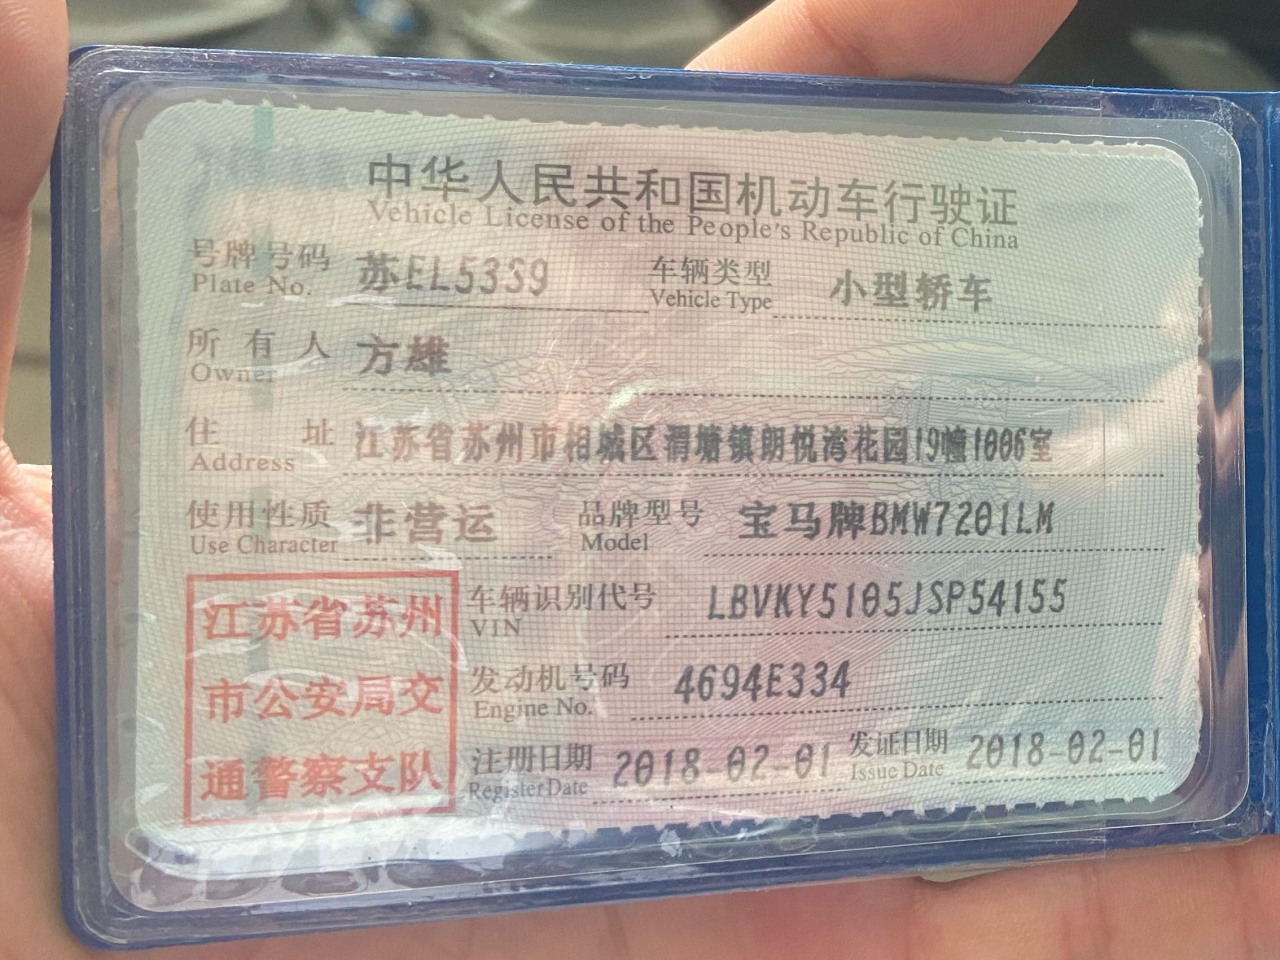 中华人民共和国机动车行驶证
Vehicle License of the People's Republic of China
号牌号码 苏EL53S9 车辆类型 小型轿车
Plate No. Vehicle Type
所有人 方雄
Owner
住址 江苏省苏州市相城区渭塘镇朗悦湾花园19幢1006室
Address
使用性质 非营运 品牌型号 宝马牌BMW7201LM
Use Character Model
江苏省苏州
市公安局交
通警察支队
车辆识别代号 LBVKY5105JSP54155
VIN
发动机号码 4694E334
Engine No.
注册日期 2018-02-01 发证日期 2018-02-01
Register Date Issue Date